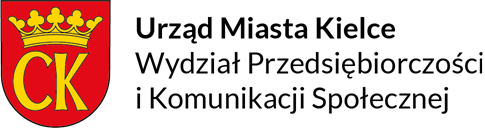 CK
Urząd Miasta Kielce
Wydział Przedsiębiorczości
i Komunikacji Społecznej